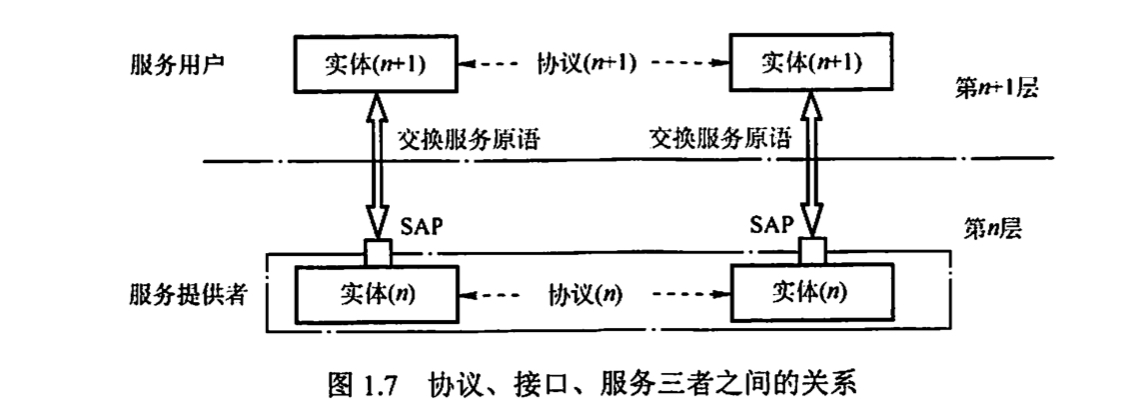 服务用户 实体(n+1) 协议(n+1) 实体(n+1)
第n+1层
交换服务原语 交换服务原语
SAP SAP 第n层
服务提供者 实体(n) 协议(n) 实体(n)
图 1.7 协议、接口、服务三者之间的关系